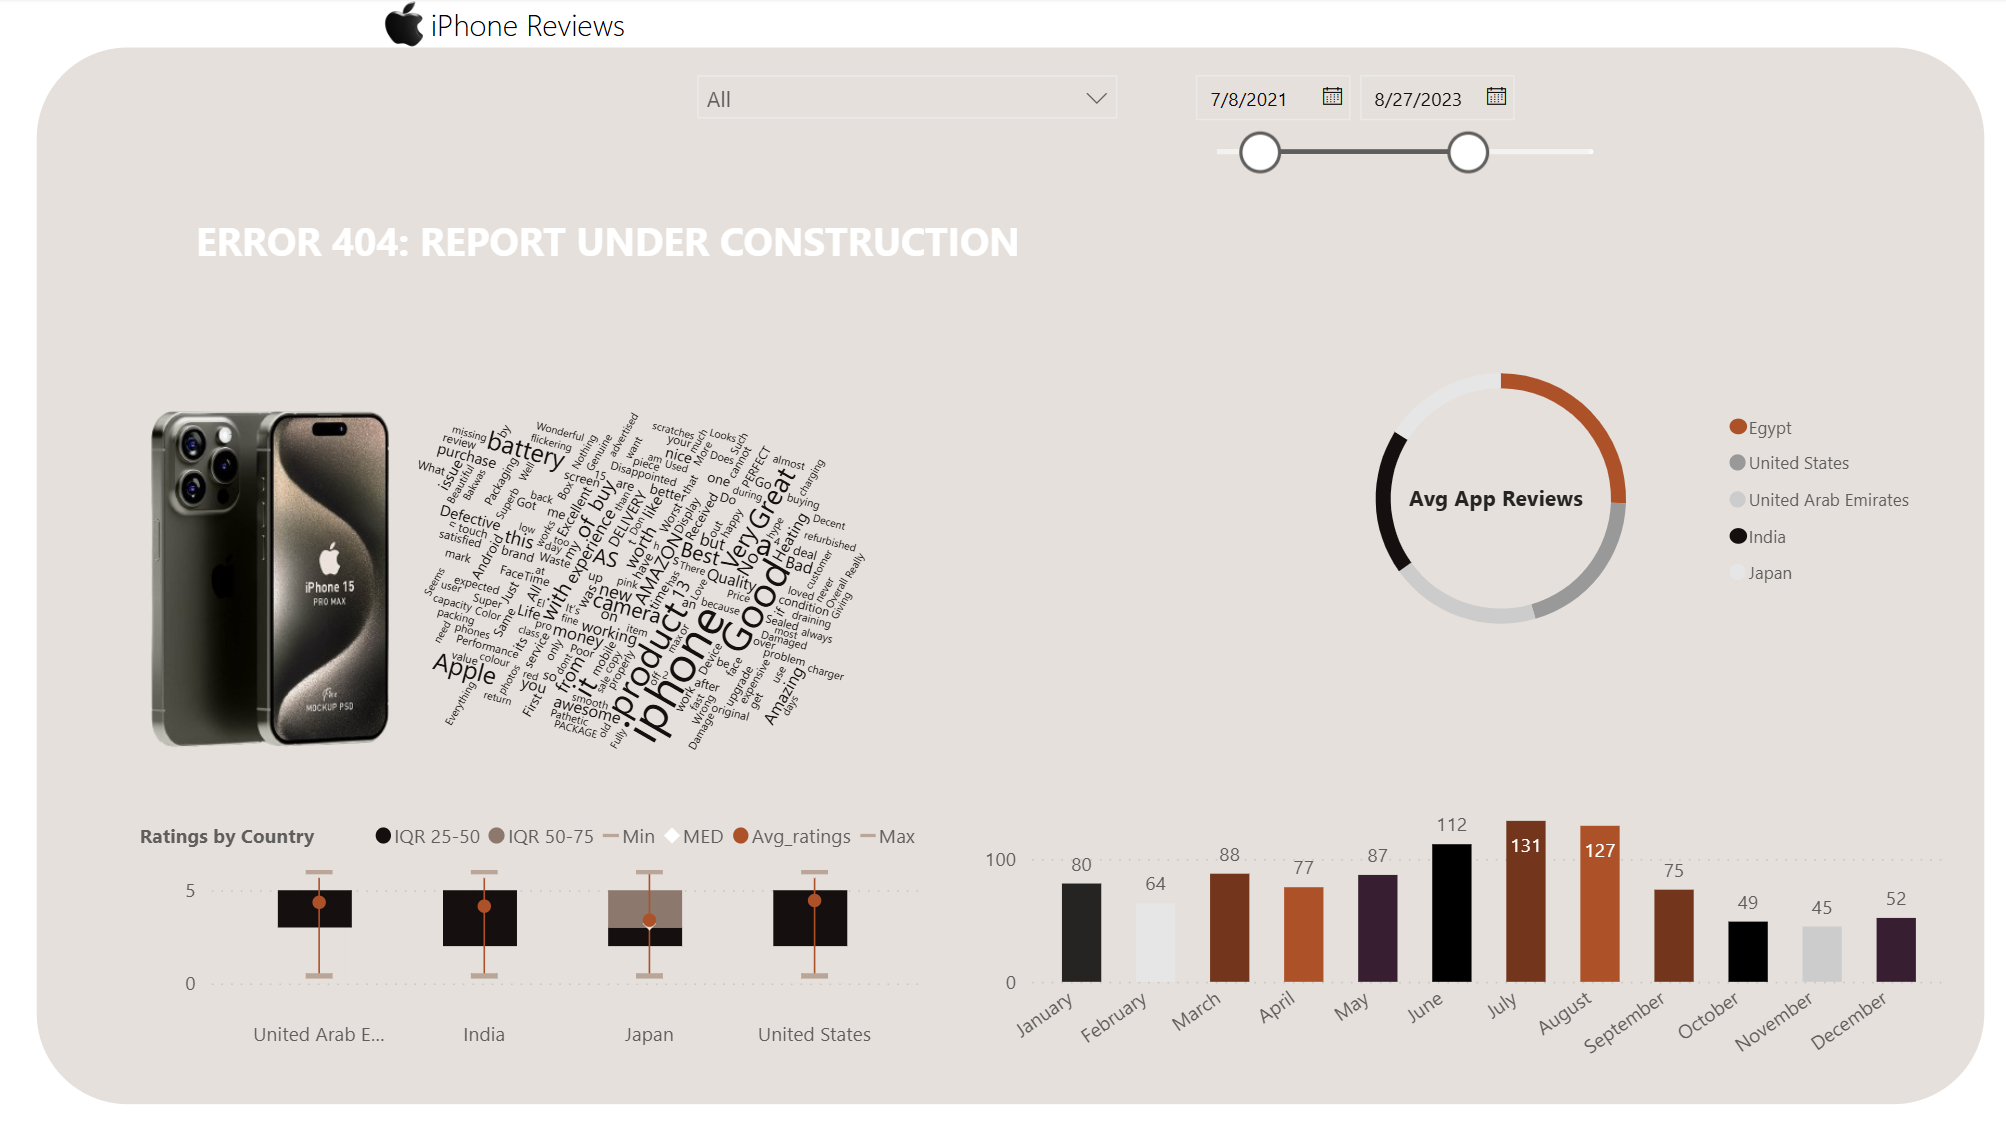 iPhone Reviews
All
7/8/2021
8/27/2023
ERROR 404: REPORT UNDER CONSTRUCTION
iPhone 15
PRO MAX
Free
MOCKUP PSD
missing
review
purchase
What
issue
Beautiful
Bakwas
by
battery
Packaging
Superb
Well
Wonderful
flickering
Nothing
Genuine
advertised
want
scratches
your
nice
much
More
Looks
Such
Does
cannot
PERFECT
almost
charging
am
Used
piece
Disappointed
screen
15
Box
are
than
better
that
one
during
Go
Great
buying
Decent
back
Got
me
Excellent
of
buy
DELIVERY
like
Worst
Display
Received
Do
out
happy
hype
Heating
refurbished
Defective
touch
satisfied
this
low
works
day
too
my
experience
t
Don
worth
h
but
Best
Very
No
a
4
deal
Bad
customer
never
Really
Overall
Giving
mark
Android
brand
Waste
As
have
AMAZON
S
There
Quality
Price
loved
condition
draining
Seems
user
expected
FaceTime
at
up
pink
has
Love
time
13
an
because
if
Sealed
most
always
capacity
Color
Super
Just
All
El
with
It's
was
new
camera
on
Good
Damaged
packing
need
phones
Same
Life
pro
fine
money
working
item
product
max
or
over
problem
charger
Performance
its
class
service
only
Poor
dont
mobile
copy
properly
sale
iphone
Device
be
face
value
colour
Apple
photos
red
so
from
it
off
2
work
after
upgrade
expensive
get
use
Amazing
days
Everything
return
you
First
smooth
awesome
Pathetic
PACKAGE
old
Fully
fast
Wrong
original
Damage
Avg App Reviews
Egypt
United States
United Arab Emirates
India
Japan
Ratings by Country
IQR 25-50
IQR 50-75
Min
MED
Avg_ratings
Max
5
0
United Arab E...
India
Japan
United States
100
0
80
64
88
77
87
112
131
127
75
49
45
52
January
February
March
April
May
June
July
August
September
October
November
December